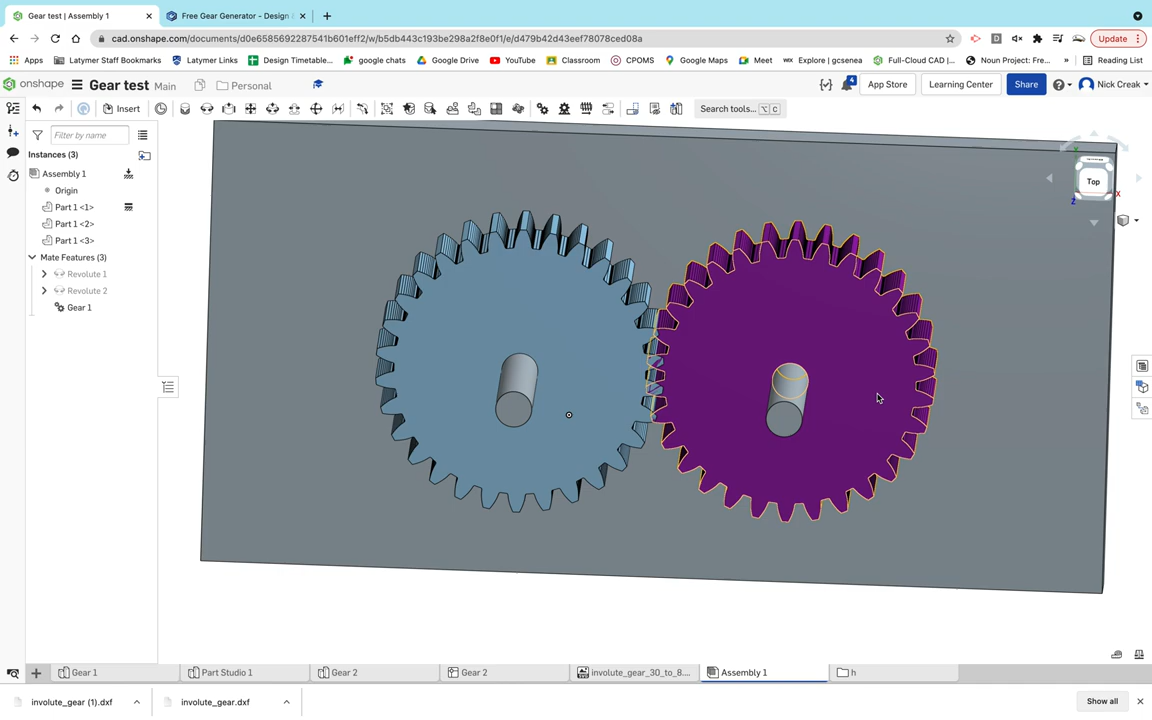 Gear test | Assembly 1
Free Gear Generator - Design
cad.onshape.com/documents/d0e6585692287541b601eff2/w/b5db443c193be298a2f8e0f1/e/d479b42d43eef78078ced08a
Update
Apps
Latymer Staff Bookmarks
Latymer Links
Design Timetable...
google chats
Google Drive
YouTube
Classroom
CPOMS
Google Maps
Meet
Explore | gcsenea
Full-Cloud CAD |...
Noun Project: Fre...
»
Reading List
onshape
Gear test
Main
Personal
4
App Store
Learning Center
Share
Nick Creak
Insert
Search tools...
⌥ C
Filter by name
Instances (3)
Assembly 1
Origin
Part 1 <1>
Part 1 <2>
Part 1 <3>
Mate Features (3)
Revolute 1
Revolute 2
Gear 1
Top
Y
X
Z
Gear 1
Part Studio 1
Gear 2
Gear 2
involute_gear_30_to_8....
Assembly 1
h
involute_gear (1).dxf
involute_gear.dxf
Show all